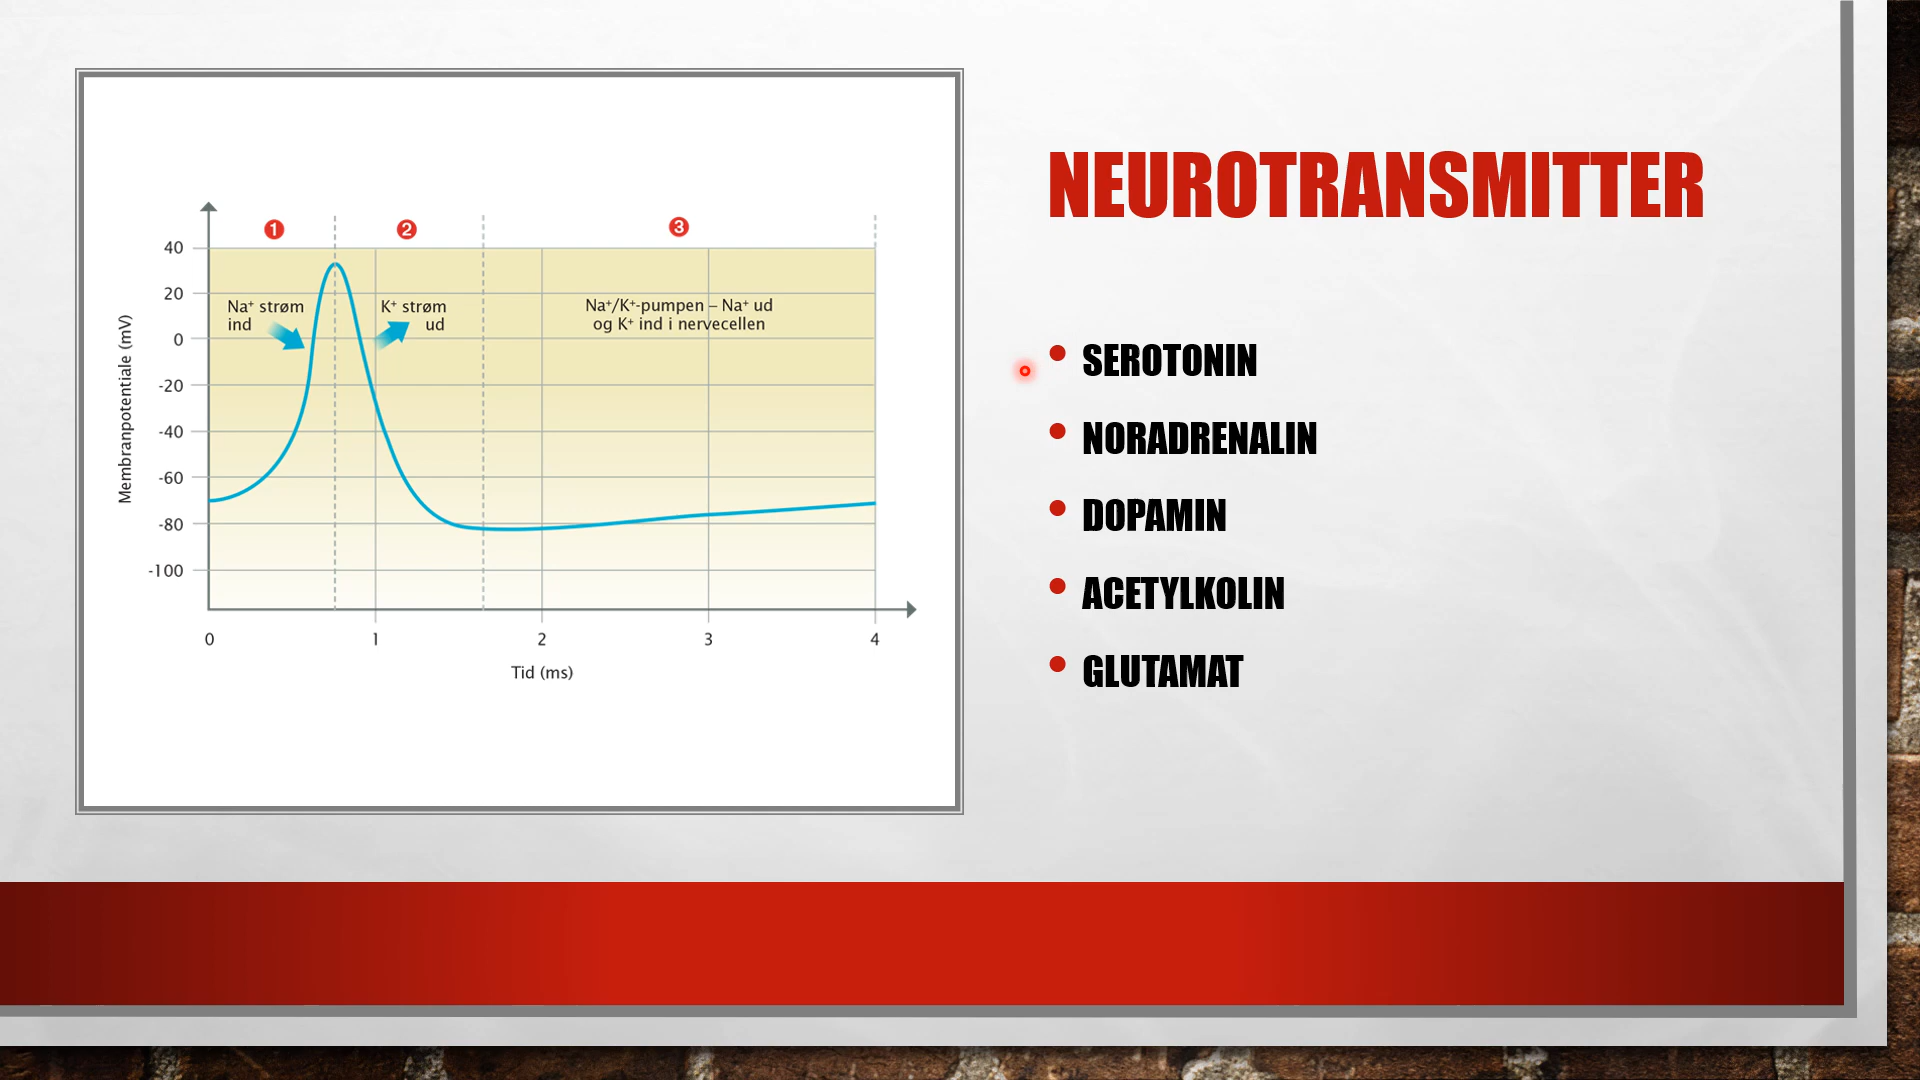 ❶
❷
❸
40
20
0
-20
-40
-60
-80
-100
Membranpotentiale (mV)
Na⁺ strøm
ind
K⁺ strøm
ud
Na⁺/K⁺-pumpen – Na⁺ ud
og K⁺ ind i nervecellen
0
1
2
3
4
Tid (ms)
NEUROTRANSMITTER
• SEROTONIN
• NORADRENALIN
• DOPAMIN
• ACETYLKOLIN
• GLUTAMAT